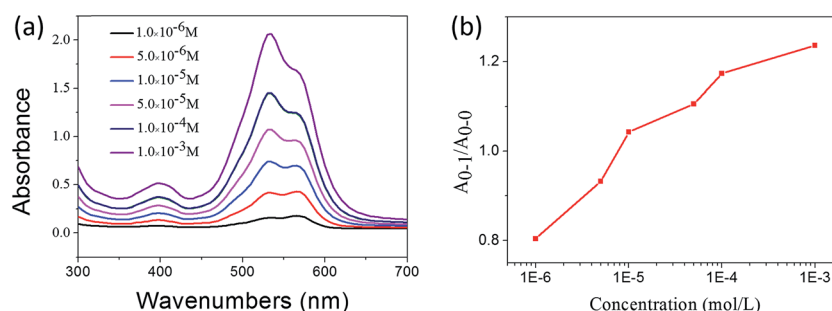 (a)
1.0×10⁻⁶M
5.0×10⁻⁶M
1.0×10⁻⁵M
5.0×10⁻⁵M
1.0×10⁻⁴M
1.0×10⁻³M
2.0
1.5
1.0
0.5
0.0
Absorbance
300 400 500 600 700
Wavenumbers (nm)
(b)
1.2
1.0
0.8
A₀₋₁/A₀₋₀
1E-6 1E-5 1E-4 1E-3
Concentration (mol/L)